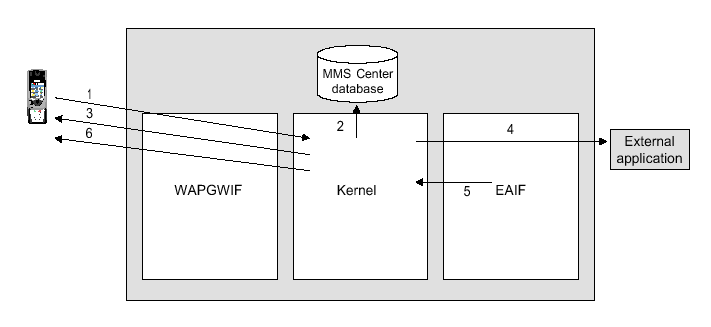 MMS Center
database
1
3
6
2
4
5
WAPGWIF
Kernel
EAIF
External
application